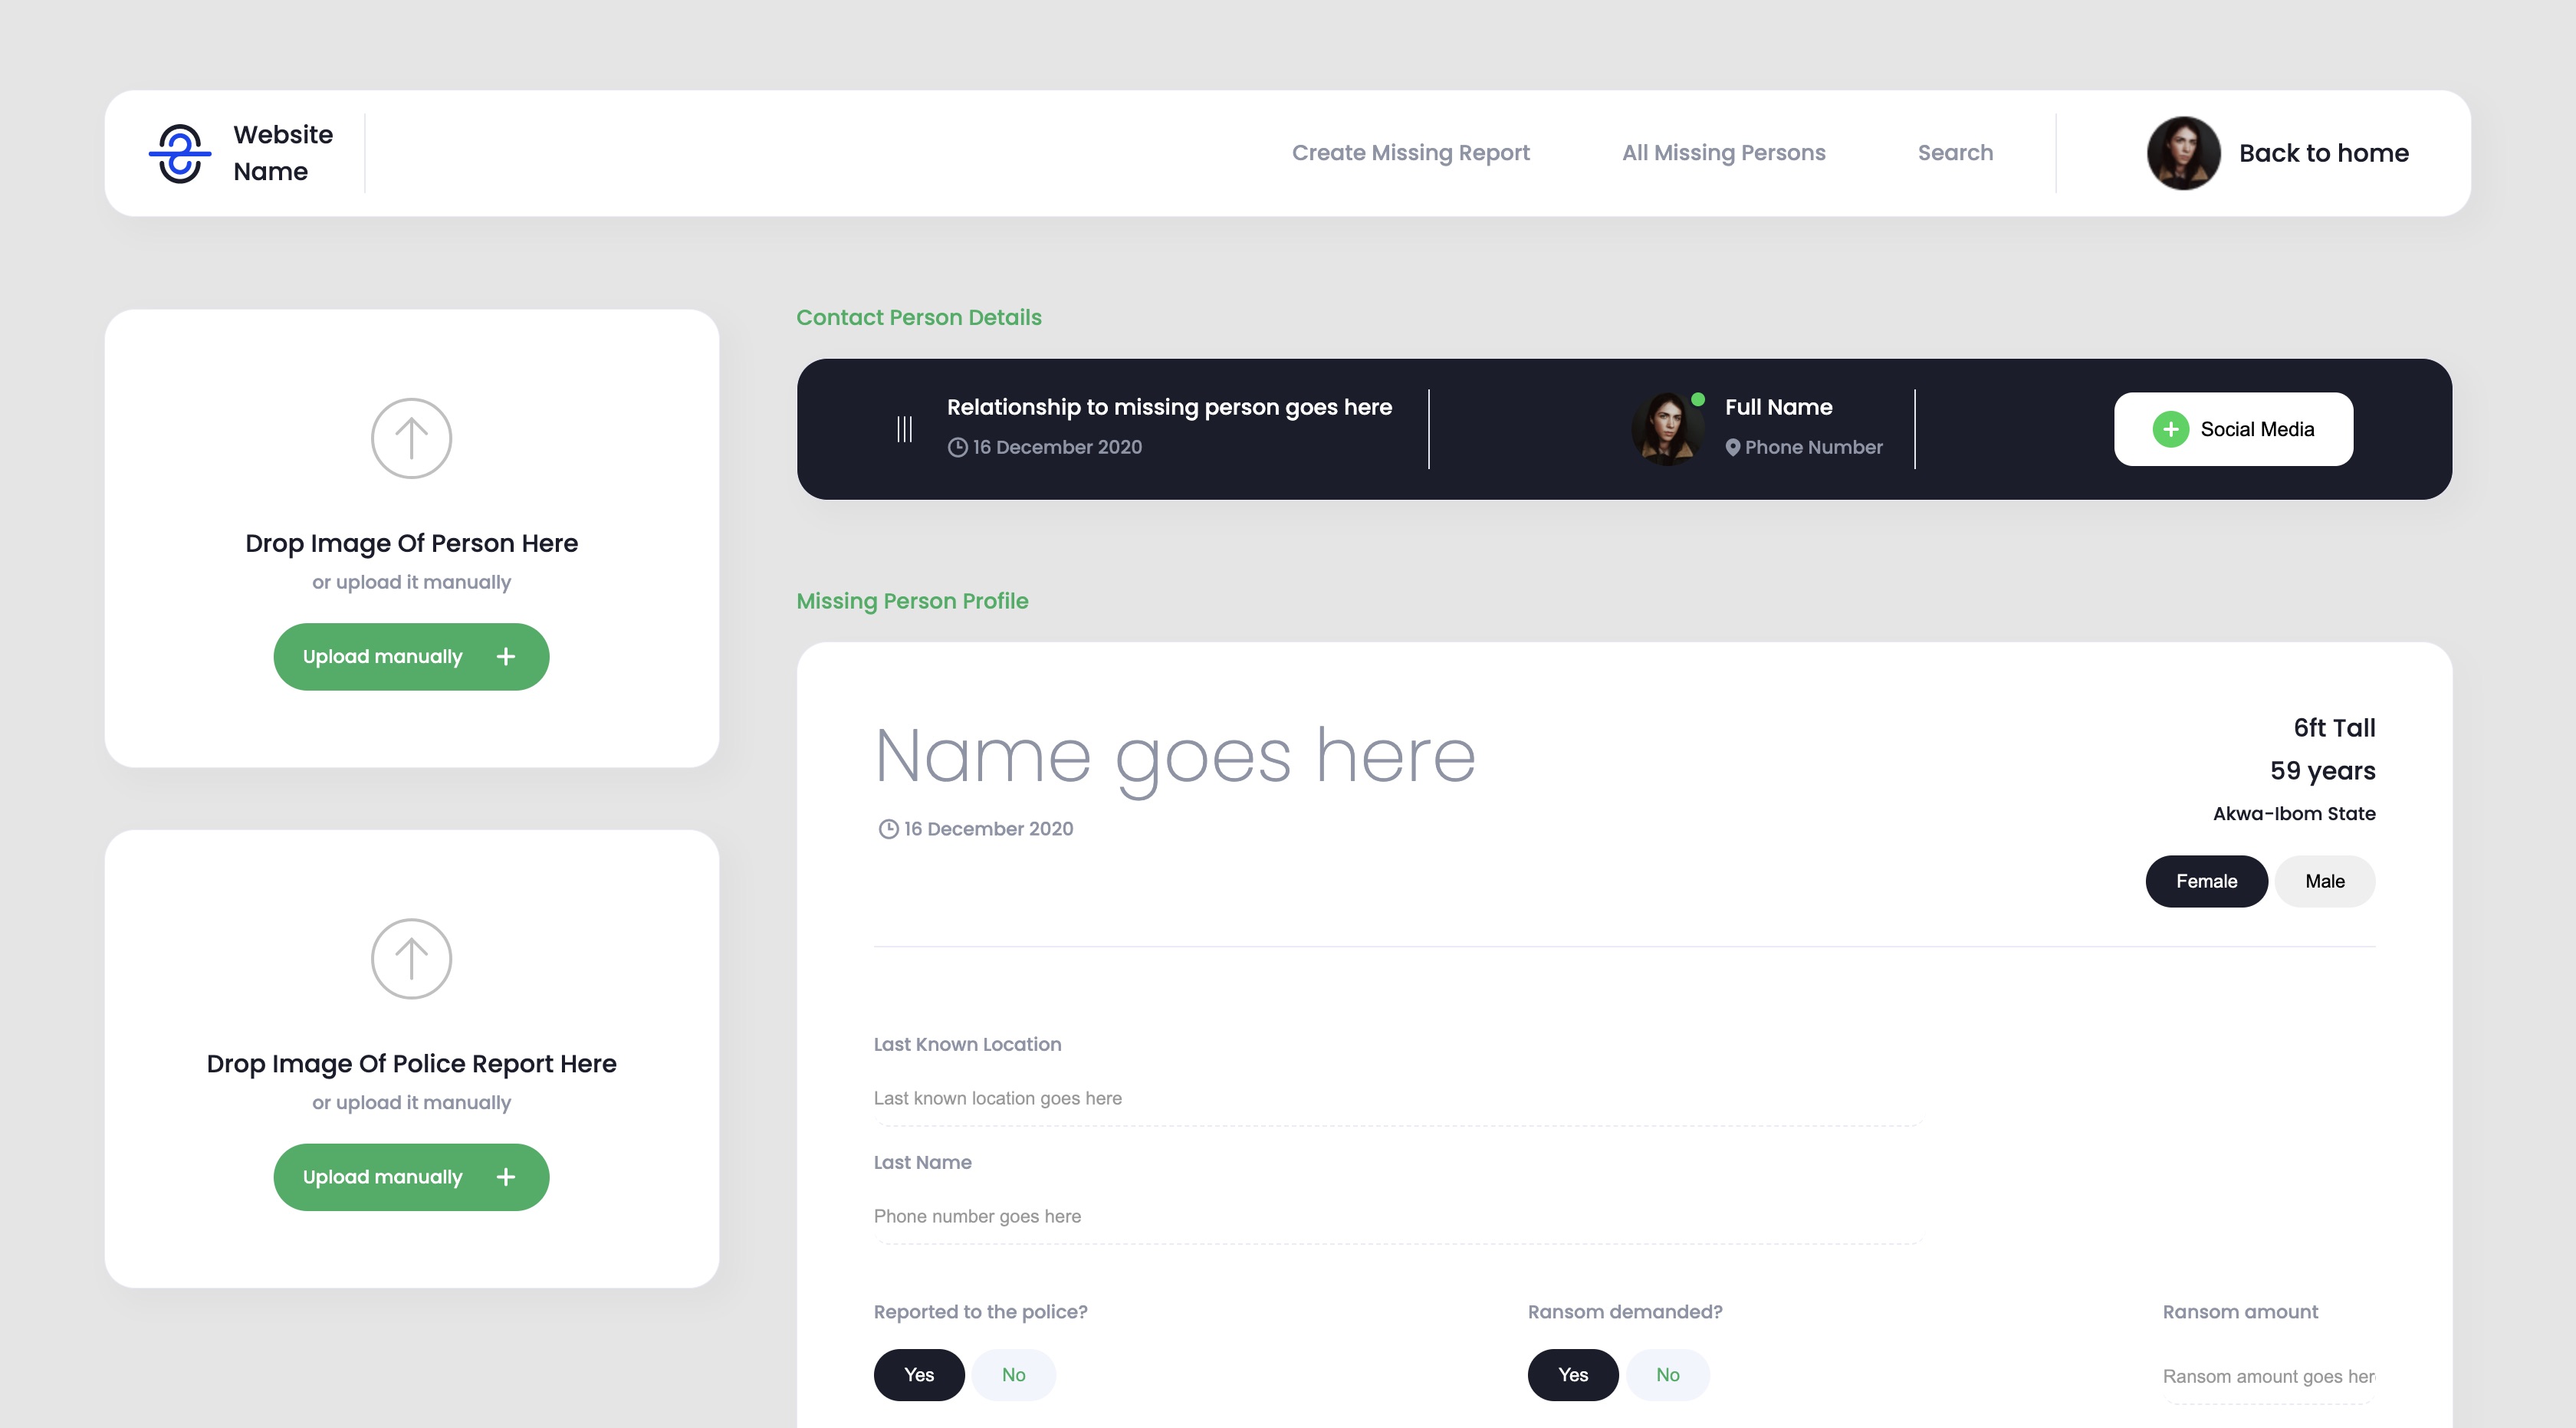 Website
Name
Create Missing Report
All Missing Persons
Search
Back to home
Drop Image Of Person Here
or upload it manually
Upload manually
Drop Image Of Police Report Here
or upload it manually
Upload manually
Contact Person Details
Relationship to missing person goes here
16 December 2020
Full Name
Phone Number
Social Media
Missing Person Profile
Name goes here
16 December 2020
6ft Tall
59 years
Akwa-Ibom State
Female
Male
Last Known Location
Last known location goes here
Last Name
Phone number goes here
Reported to the police?
Yes
No
Ransom demanded?
Yes
No
Ransom amount
Ransom amount goes her